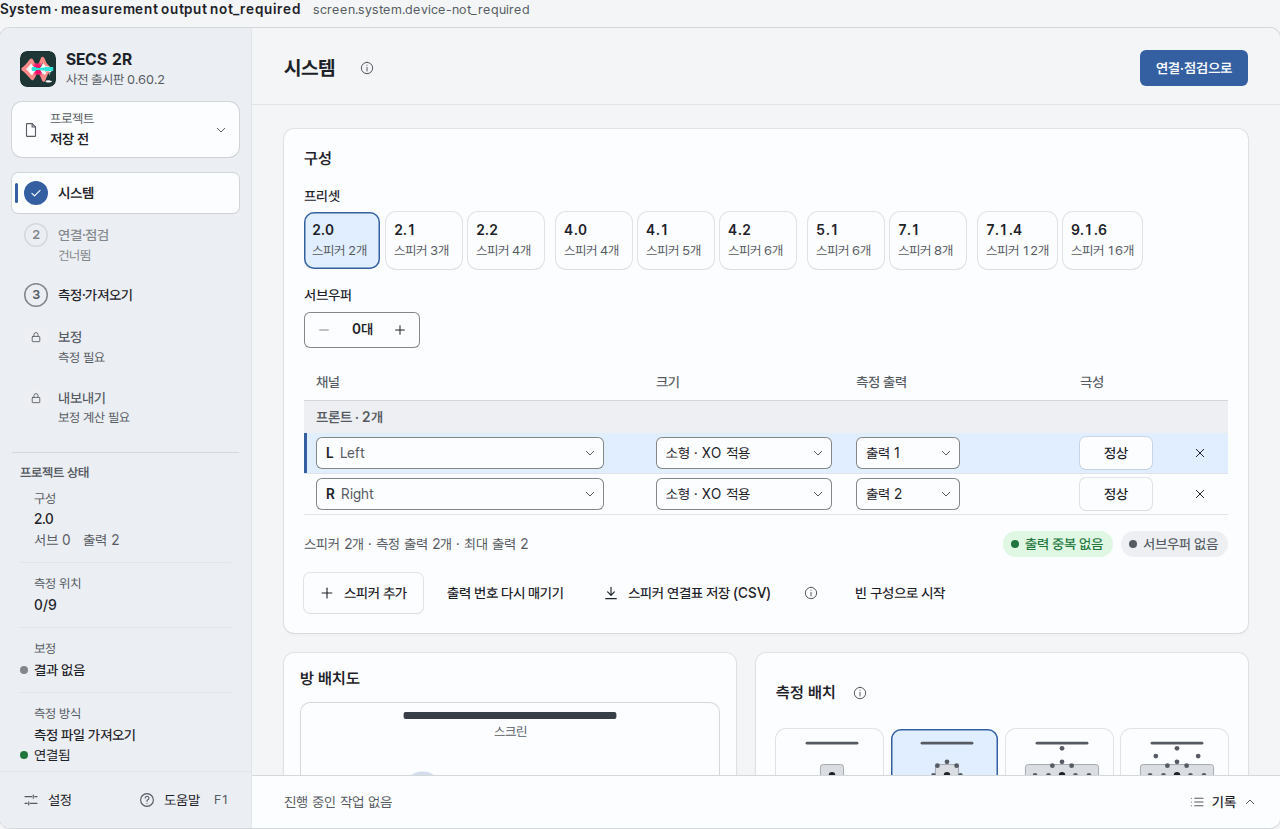 System · measurement output not_required screen.system.device-not_required
SECS 2R
사전 출시판 0.60.2
프로젝트
저장 전
시스템
2 연결·점검
건너뜀
3 측정·가져오기
보정
측정 필요
내보내기
보정 계산 필요
프로젝트 상태
구성
2.0
서브 0 출력 2
측정 위치
0/9
보정
결과 없음
측정 방식
측정 파일 가져오기
연결됨
설정 도움말 F1
시스템 연결·점검으로
구성
프리셋
2.0 2.1 2.2 4.0 4.1 4.2 5.1 7.1 7.1.4 9.1.6
스피커 2개 스피커 3개 스피커 4개 스피커 4개 스피커 5개 스피커 6개 스피커 6개 스피커 8개 스피커 12개 스피커 16개
서브우퍼
− 0대 +
채널 크기 측정 출력 극성
프론트 · 2개
L Left 소형 · XO 적용 출력 1 정상
R Right 소형 · XO 적용 출력 2 정상
스피커 2개 · 측정 출력 2개 · 최대 출력 2 출력 중복 없음 서브우퍼 없음
스피커 추가 출력 번호 다시 매기기 스피커 연결표 저장 (CSV) 빈 구성으로 시작
방 배치도
스크린
측정 배치
진행 중인 작업 없음 기록